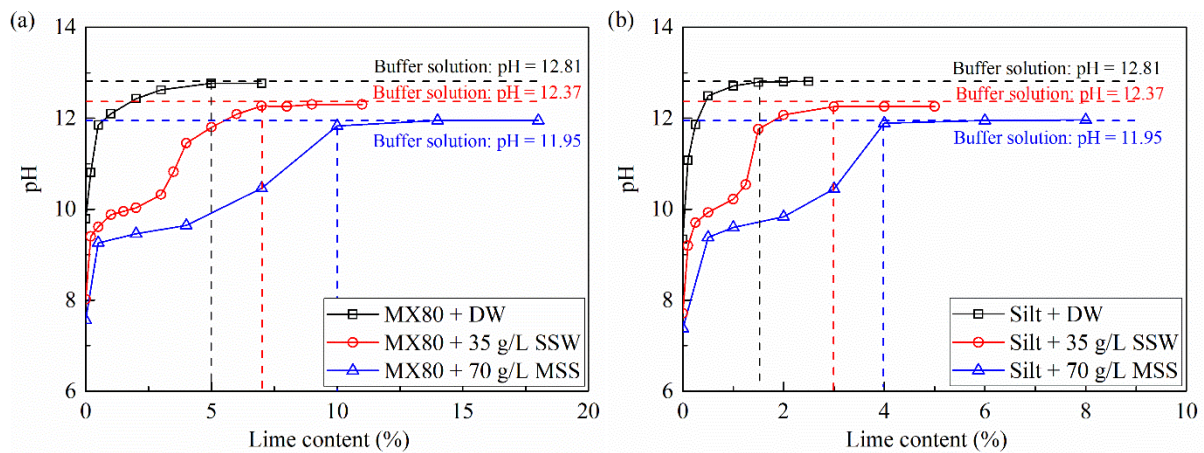 (a)
14
12
10
8
6
pH
Buffer solution: pH = 12.81
Buffer solution: pH = 12.37
Buffer solution: pH = 11.95
MX80 + DW
MX80 + 35 g/L SSW
MX80 + 70 g/L MSS
0 5 10 15 20
Lime content (%)
(b)
14
12
10
8
6
pH
Buffer solution: pH = 12.81
Buffer solution: pH = 12.37
Buffer solution: pH = 11.95
Silt + DW
Silt + 35 g/L SSW
Silt + 70 g/L MSS
0 2 4 6 8 10
Lime content (%)